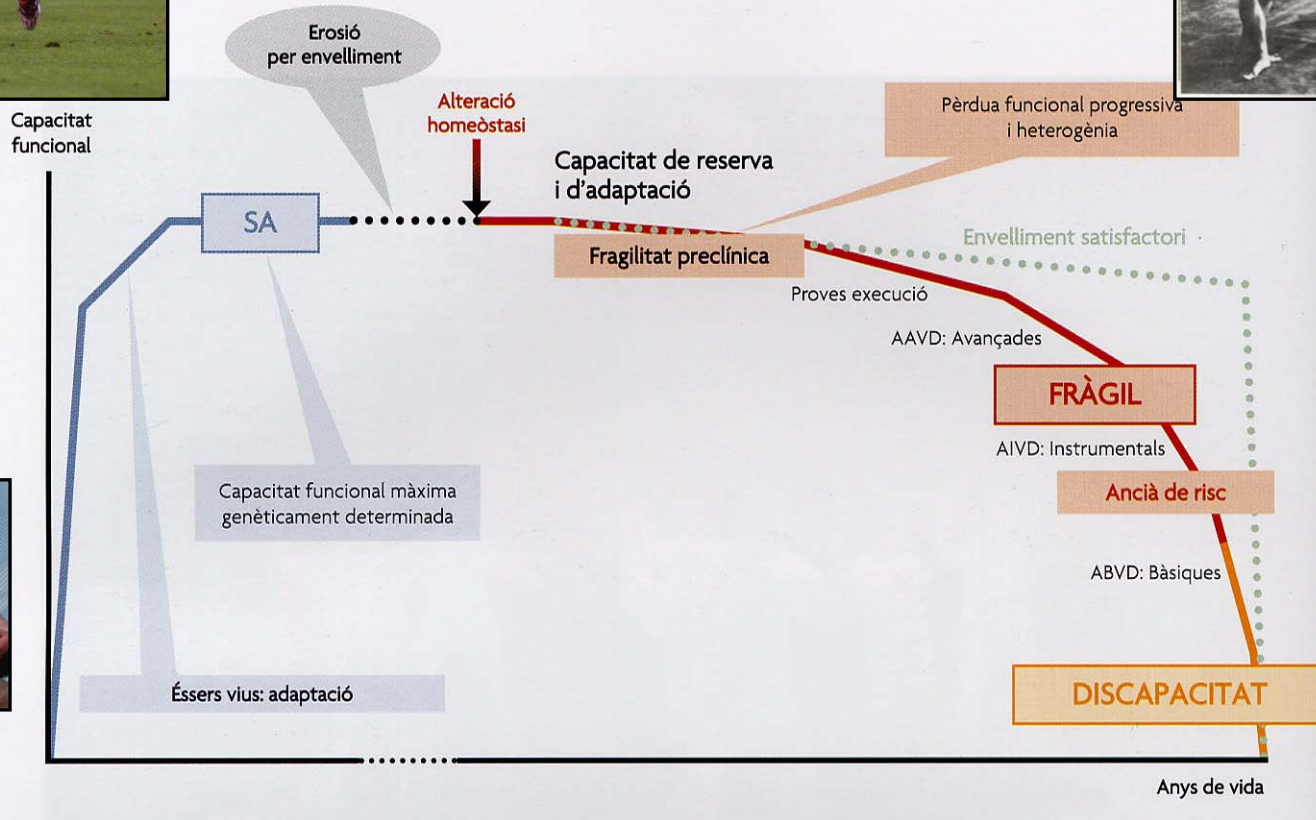 Erosió
per envelliment
Capacitat
funcional
Alteració
homeòstasi
Pèrdua funcional progressiva
i heterogènia
Capacitat de reserva
i d'adaptació
SA
Envelliment satisfactori
Fragilitat preclínica
Proves execució
AAVD: Avançades
FRÀGIL
AIVD: Instrumentals
Capacitat funcional màxima
genèticament determinada
Ancià de risc
ABVD: Bàsiques
Éssers vius: adaptació
DISCAPACITAT
Anys de vida